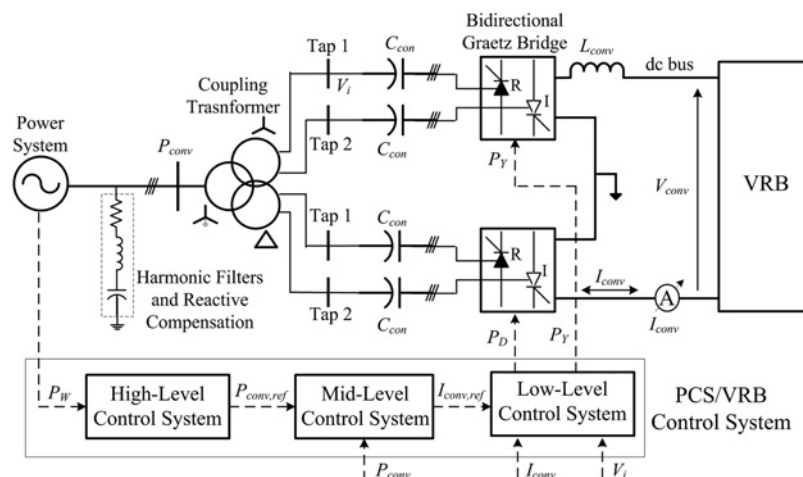 Bidirectional
Graetz Bridge
Tap 1
C_con
L_conv
dc bus
V_i
R
I
Coupling
Trasnformer
Power
System
P_conv
Tap 2
C_con
P_Y
V_conv
VRB
Tap 1
C_con
R
I
Harmonic Filters
and Reactive
Compensation
Tap 2
C_con
I_conv
A
I_conv
P_D
P_Y
P_W
High-Level
Control System
P_conv,ref
Mid-Level
Control System
I_conv,ref
Low-Level
Control System
PCS/VRB
Control System
P_conv
I_conv
V_i